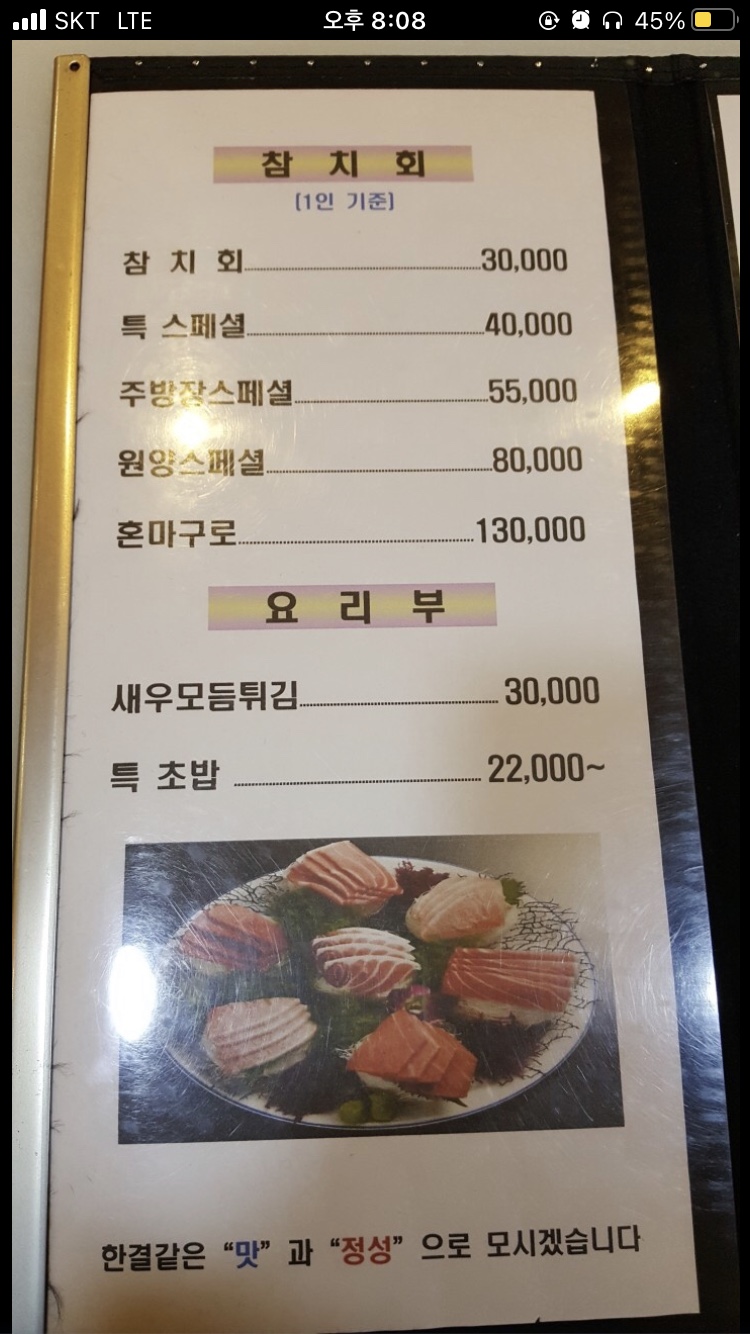 SKT LTE 오후 8:08 45%
참 치 회
[1인 기준]
참 치 회 30,000
특 스페셜 40,000
주방장스페셜 55,000
원양스페셜 80,000
혼마구로 130,000
요 리 부
새우모듬튀김 30,000
특 초밥 22,000~
한결같은 “맛” 과 “정성” 으로 모시겠습니다